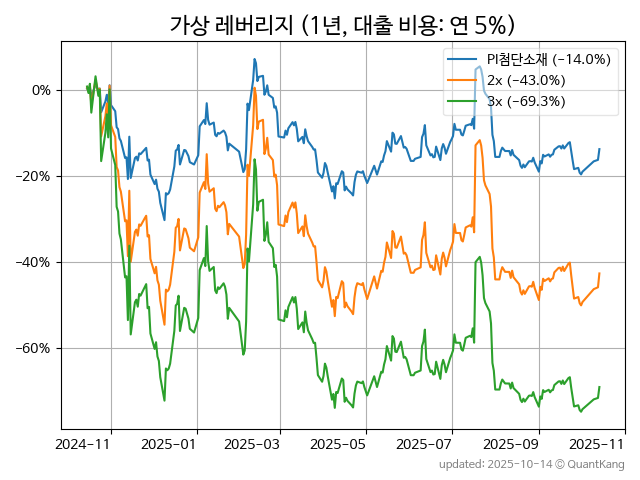 가상 레버리지 (1년, 대출 비용: 연 5%)
PI첨단소재 (−14.0%)
2x (−43.0%)
3x (−69.3%)
0%
−20%
−40%
−60%
2024−11 2025−01 2025−03 2025−05 2025−07 2025−09 2025−11
updated: 2025-10-14 © QuantKang